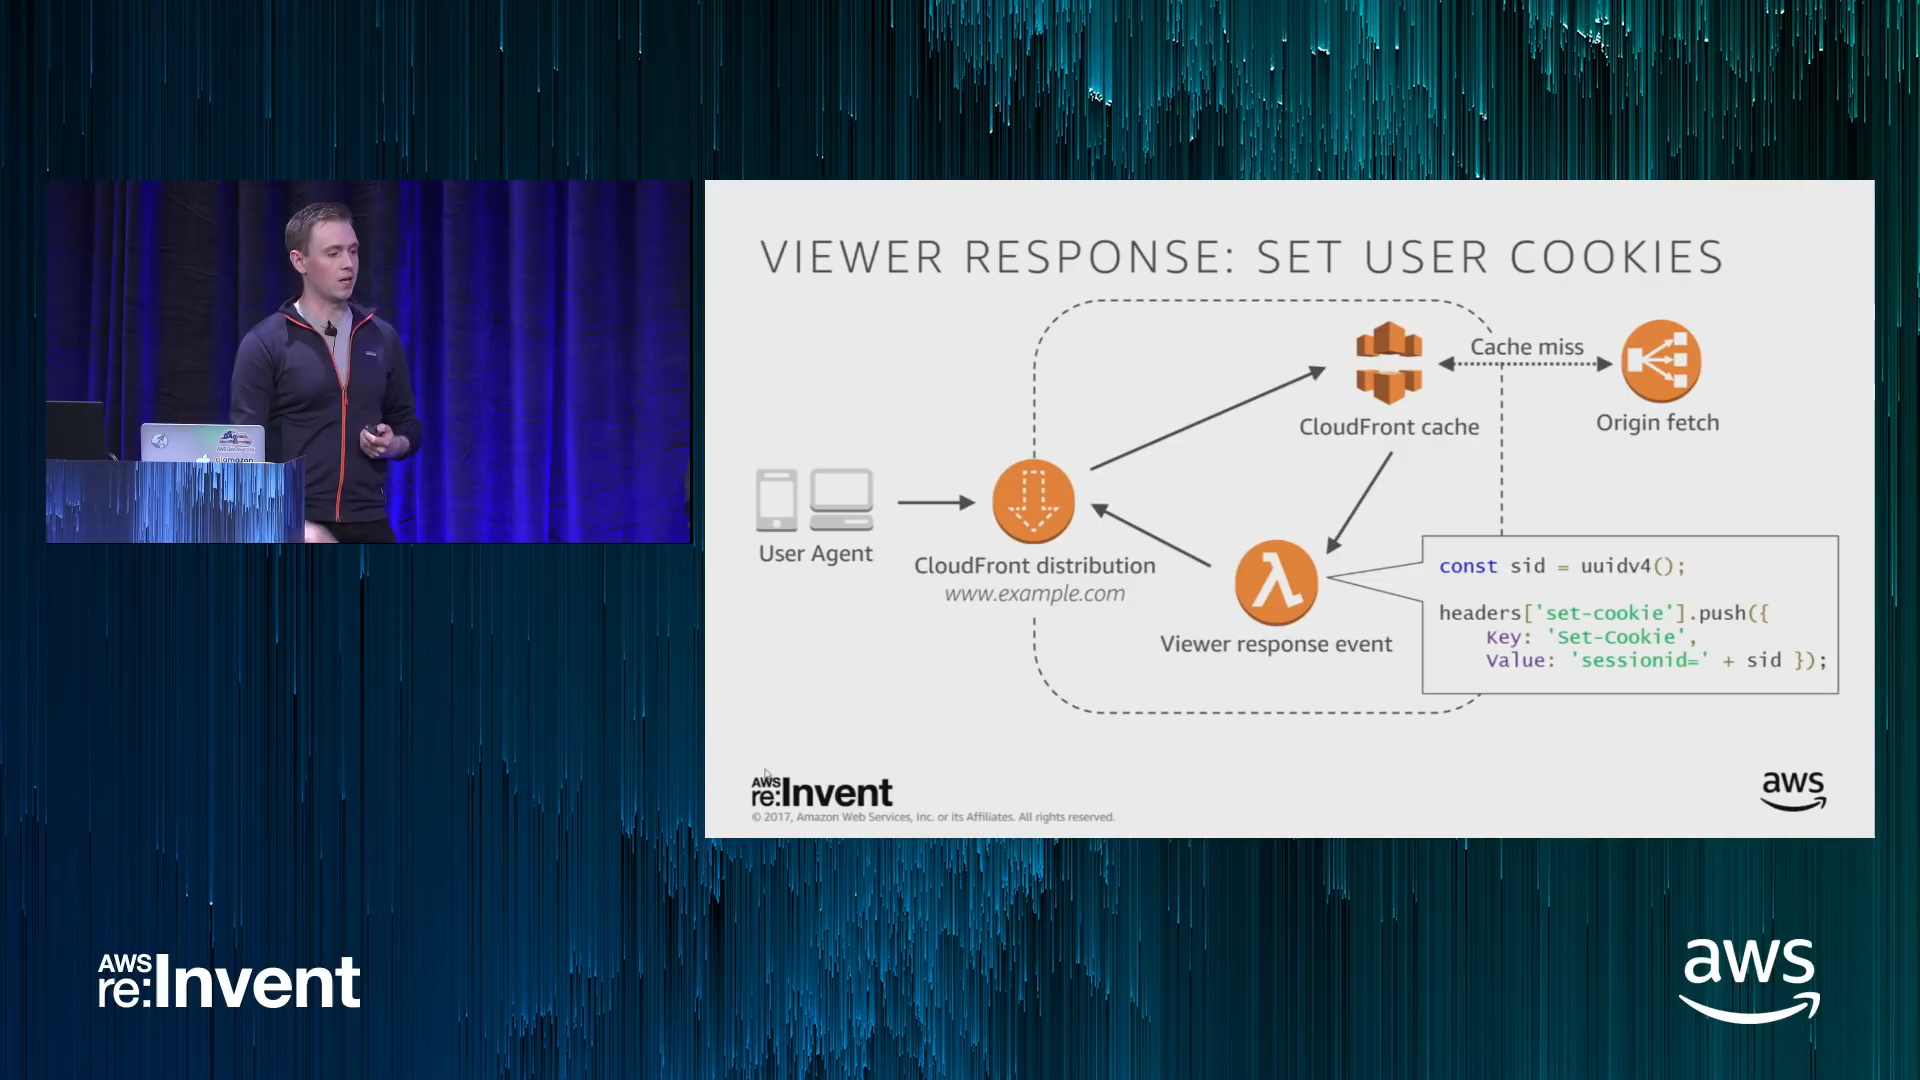 VIEWER RESPONSE: SET USER COOKIES
Cache miss
CloudFront cache
Origin fetch
User Agent
CloudFront distribution
www.example.com
Viewer response event
const sid = uuidv4();
headers['set-cookie'].push({
Key: 'Set-Cookie',
Value: 'sessionid=' + sid });
AWS
re:Invent
© 2017, Amazon Web Services, Inc. or its Affiliates. All rights reserved.
aws
AWS
re:Invent
aws